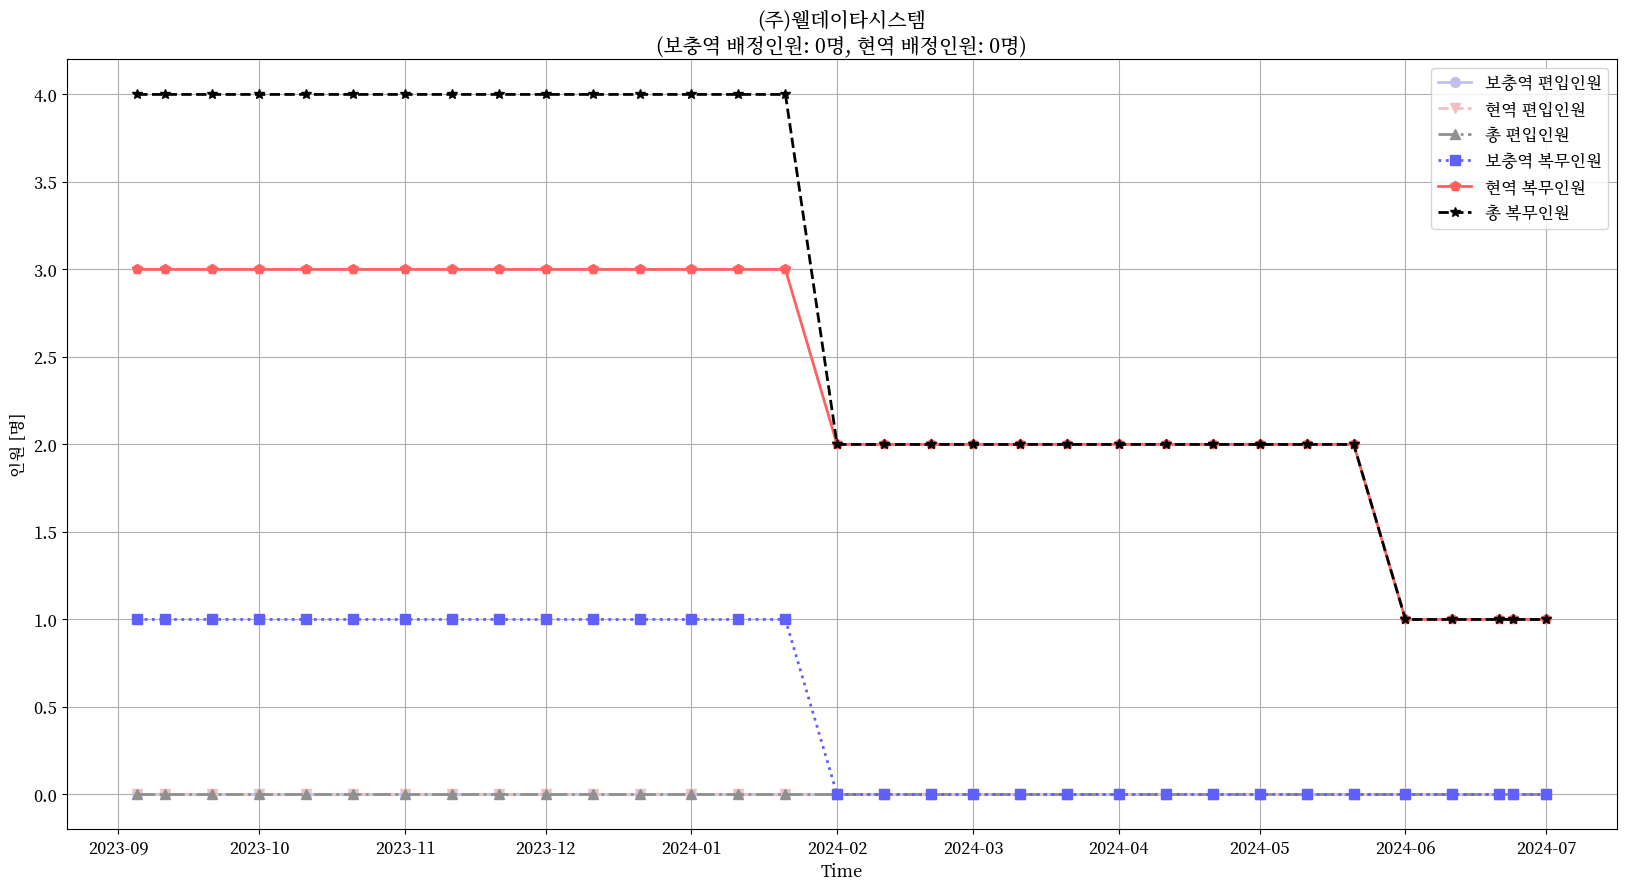 (주)웰데이타시스템
(보충역 배정인원: 0명, 현역 배정인원: 0명)
보충역 편입인원
현역 편입인원
총 편입인원
보충역 복무인원
현역 복무인원
총 복무인원
4.0
3.5
3.0
2.5
2.0
1.5
1.0
0.5
0.0
인원 [명]
2023-09 2023-10 2023-11 2023-12 2024-01 2024-02 2024-03 2024-04 2024-05 2024-06 2024-07
Time